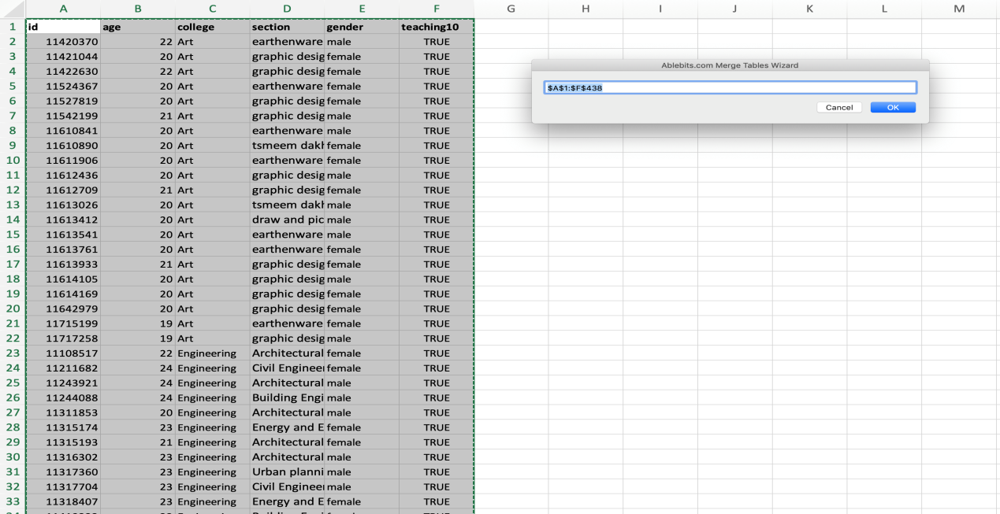 A B C D E F G H I J K L M
1 id age college section gender teaching10
2 11420370 22 Art earthenware male TRUE
3 11421044 20 Art graphic desig female TRUE
4 11422630 22 Art graphic desig female TRUE
5 11524367 20 Art earthenware male TRUE
6 11527819 20 Art graphic desig female TRUE
7 11542199 21 Art graphic desig male TRUE
8 11610841 20 Art earthenware male TRUE
9 11610890 20 Art tsmeem dakh female TRUE
10 11611906 20 Art earthenware female TRUE
11 11612436 20 Art graphic desig male TRUE
12 11612709 21 Art graphic desig female TRUE
13 11613026 20 Art tsmeem dakh male TRUE
14 11613412 20 Art draw and pic male TRUE
15 11613541 20 Art earthenware male TRUE
16 11613761 20 Art earthenware female TRUE
17 11613933 21 Art graphic desig female TRUE
18 11614105 20 Art graphic desig male TRUE
19 11614169 20 Art graphic desig female TRUE
20 11642979 20 Art graphic desig female TRUE
21 11715199 19 Art earthenware female TRUE
22 11717258 19 Art graphic desig male TRUE
23 11108517 22 Engineering Architectural female TRUE
24 11211682 24 Engineering Civil Engineer female TRUE
25 11243921 24 Engineering Architectural male TRUE
26 11244088 24 Engineering Building Engi male TRUE
27 11311853 20 Engineering Architectural male TRUE
28 11315174 23 Engineering Energy and E female TRUE
29 11315193 21 Engineering Architectural female TRUE
30 11316302 23 Engineering Architectural male TRUE
31 11317360 23 Engineering Urban planni male TRUE
32 11317704 23 Engineering Civil Engineer male TRUE
33 11318407 23 Engineering Energy and E female TRUE
Ablebits.com Merge Tables Wizard
$A$1:$F$438
Cancel OK